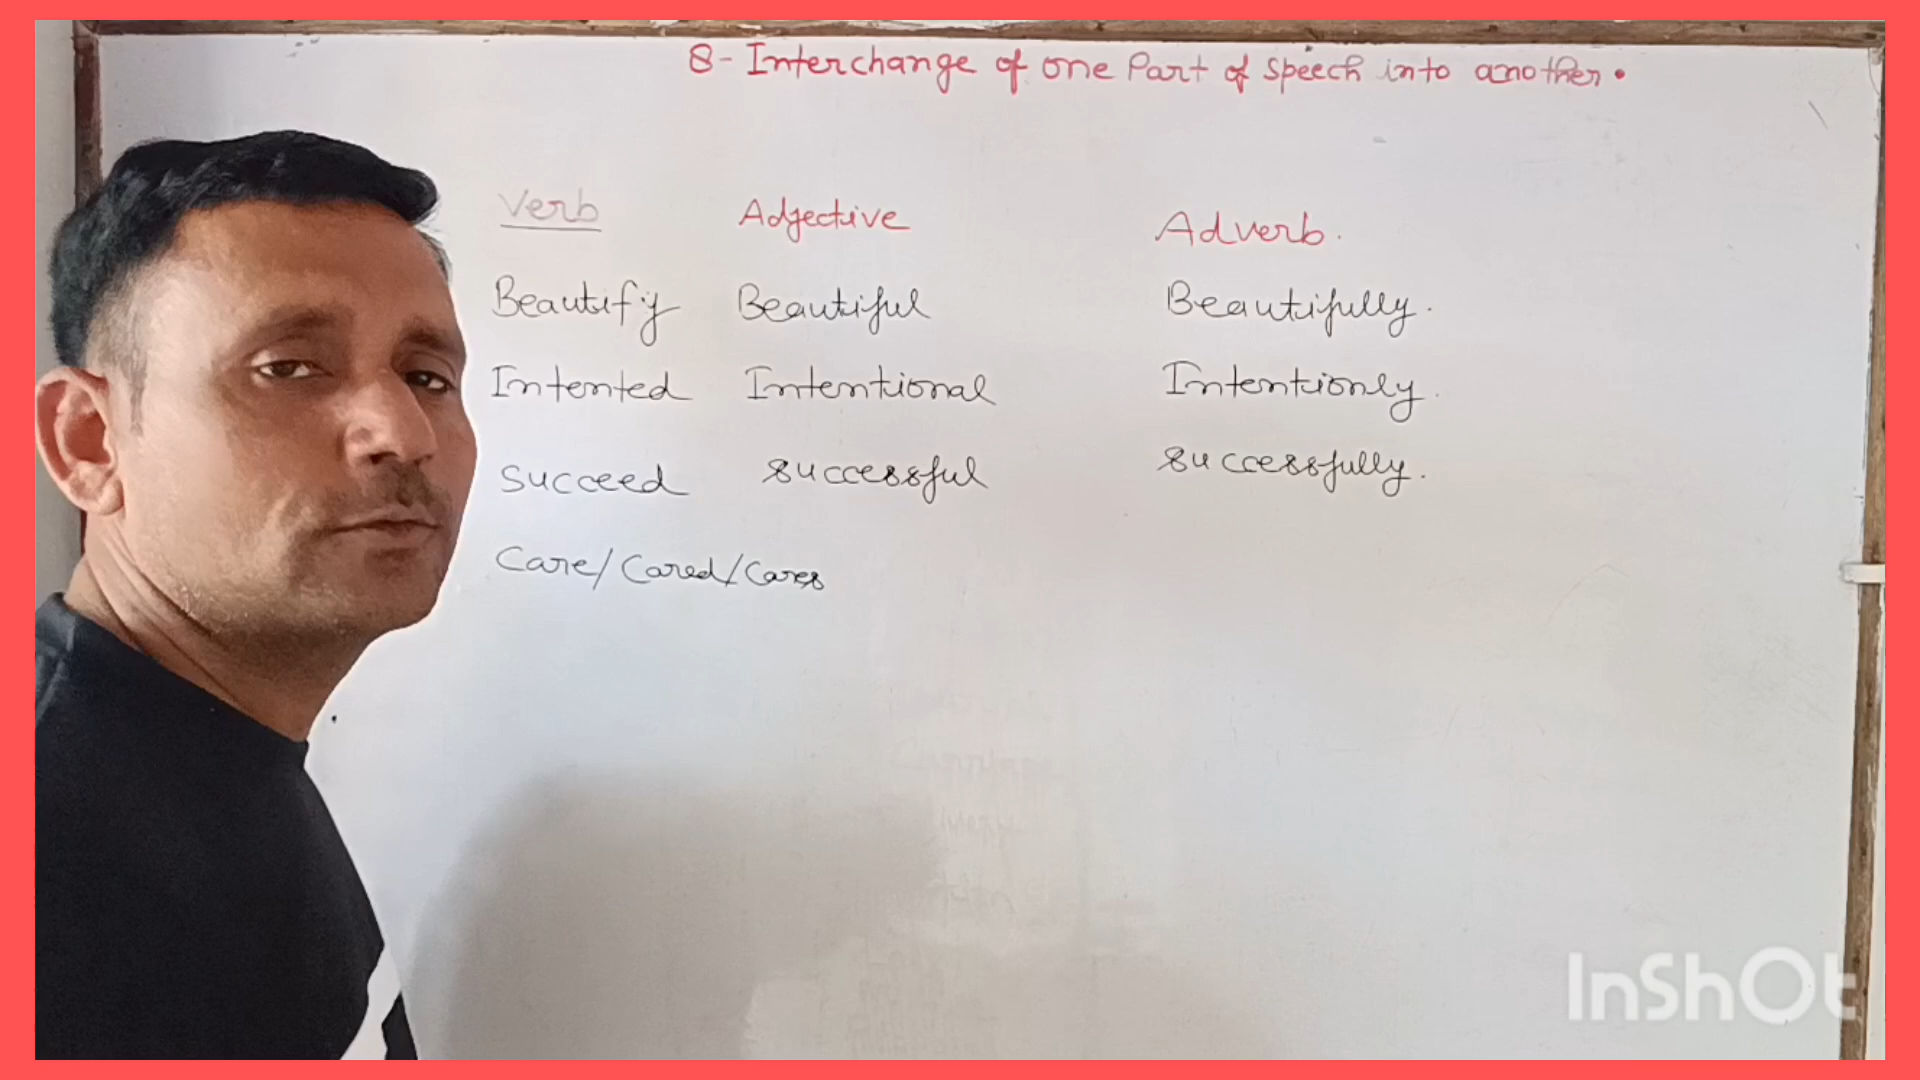 8- Interchange of one Part of Speech into another.
Verb Adjective Adverb.
Beautify Beautiful Beautifully.
Intented Intentional Intentionly.
Succeed successful successfully.
Care/Cared/Cares
InShOt